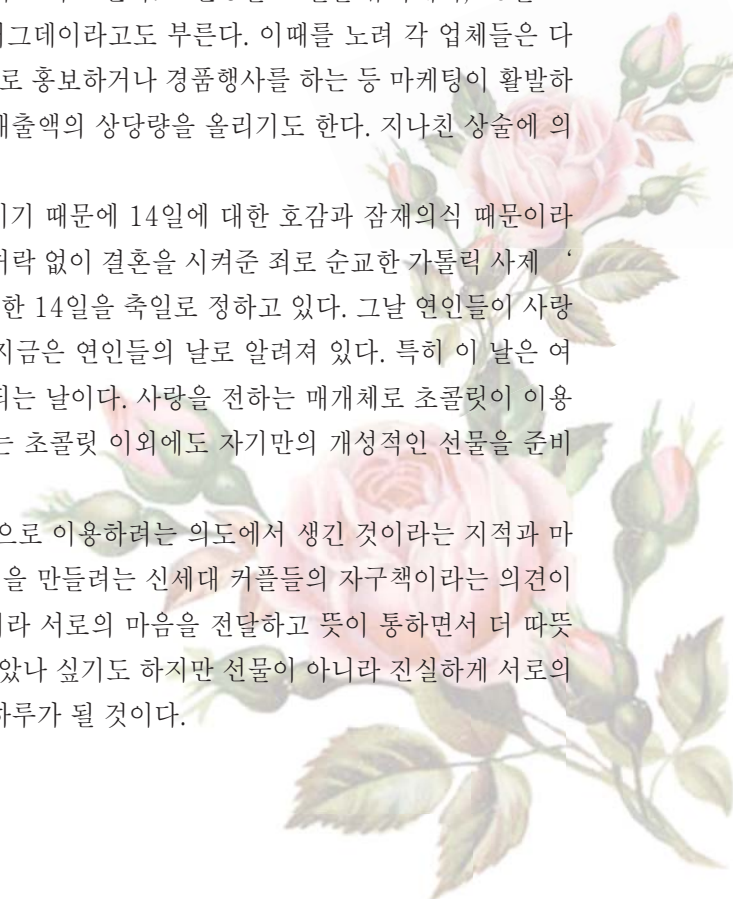 이그데이라고도 부른다. 이때를 노려 각 업체들은 다
로 홍보하거나 경품행사를 하는 등 마케팅이 활발하
매출액의 상당량을 올리기도 한다. 지나친 상술에 의
이기 때문에 14일에 대한 호감과 잠재의식 때문이라
허락 없이 결혼을 시켜준 죄로 순교한 가톨릭 사제 ‘
한 14일을 축일로 정하고 있다. 그날 연인들이 사랑
지금은 연인들의 날로 알려져 있다. 특히 이 날은 여
되는 날이다. 사랑을 전하는 매개체로 초콜릿이 이용
는 초콜릿 이외에도 자기만의 개성적인 선물을 준비
으로 이용하려는 의도에서 생긴 것이라는 지적과 마
을 만들려는 신세대 커플들의 자구책이라는 의견이
이라 서로의 마음을 전달하고 뜻이 통하면서 더 따뜻
았나 싶기도 하지만 선물이 아니라 진실하게 서로의
하루가 될 것이다.